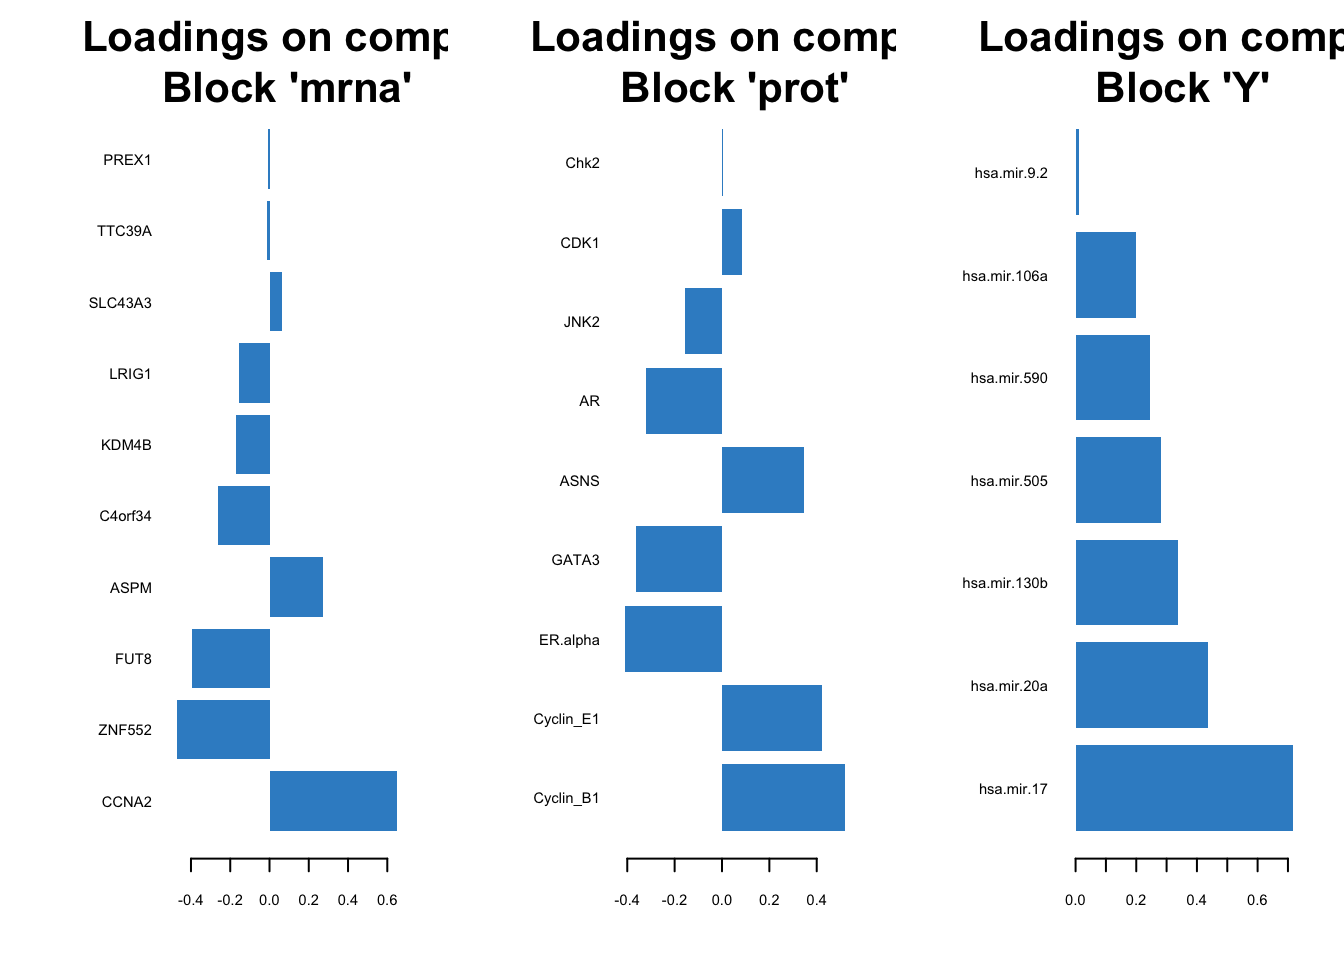 Loadings on comp
Block 'mrna'
PREX1
TTC39A
SLC43A3
LRIG1
KDM4B
C4orf34
ASPM
FUT8
ZNF552
CCNA2
-0.4 -0.2 0.0 0.2 0.4 0.6
Loadings on comp
Block 'prot'
Chk2
CDK1
JNK2
AR
ASNS
GATA3
ER.alpha
Cyclin_E1
Cyclin_B1
-0.4 -0.2 0.0 0.2 0.4
Loadings on comp
Block 'Y'
hsa.mir.9.2
hsa.mir.106a
hsa.mir.590
hsa.mir.505
hsa.mir.130b
hsa.mir.20a
hsa.mir.17
0.0 0.2 0.4 0.6